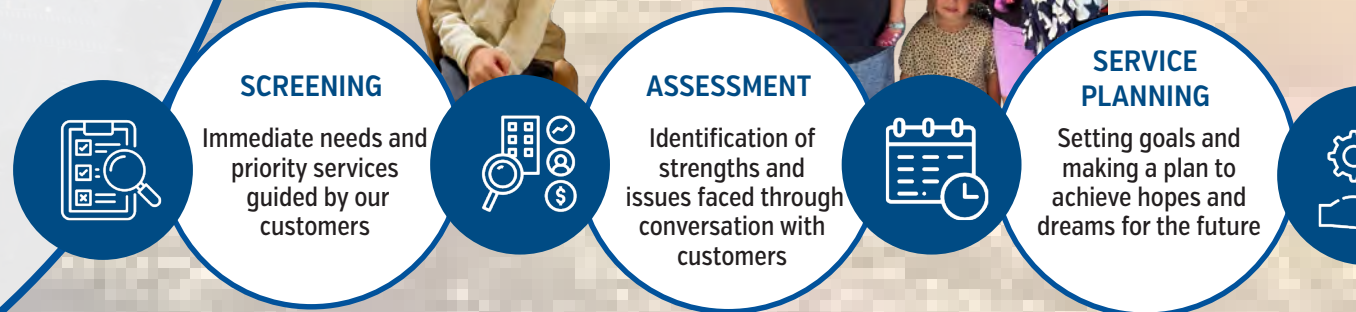 SCREENING
Immediate needs and
priority services
guided by our
customers
ASSESSMENT
Identification of
strengths and
issues faced through
conversation with
customers
SERVICE
PLANNING
Setting goals and
making a plan to
achieve hopes and
dreams for the future
$